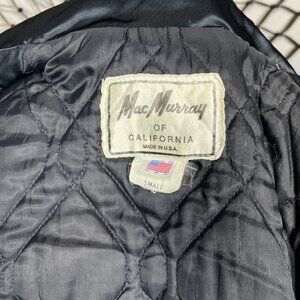 MacMurray
OF
CALIFORNIA
MADE IN U.S.A.
SMALL